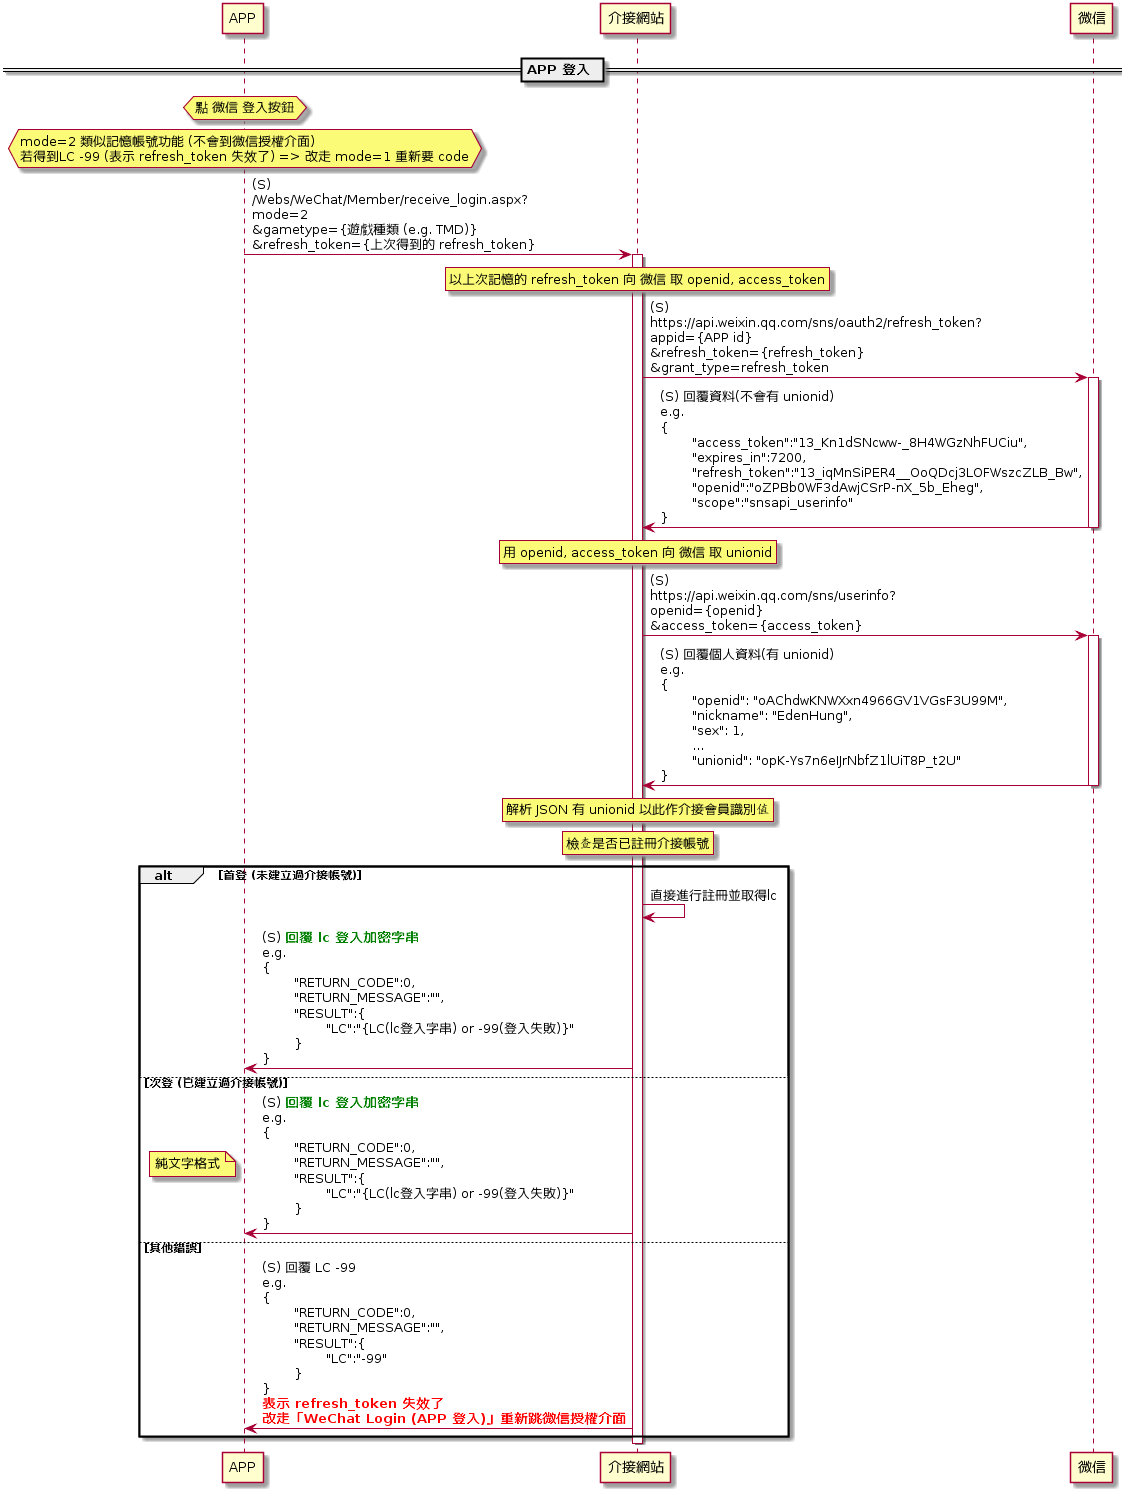 APP
介接網站
微信
APP 登入
點 微信 登入按鈕
mode=2 類似記憶帳號功能 (不會到微信授權介面)
若得到LC -99 (表示 refresh_token 失效了) => 改走 mode=1 重新要 code
(S)
/Webs/WeChat/Member/receive_login.aspx?
mode=2
&gametype={遊戲種類 (e.g. TMD)}
&refresh_token={上次得到的 refresh_token}
以上次記憶的 refresh_token 向 微信 取 openid, access_token
(S)
https://api.weixin.qq.com/sns/oauth2/refresh_token?
appid={APP id}
&refresh_token={refresh_token}
&grant_type=refresh_token
(S) 回覆資料(不會有 unionid)
e.g.
{
"access_token":"13_Kn1dSNcww-_8H4WGzNhFUCiu",
"expires_in":7200,
"refresh_token":"13_iqMnSiPER4__OoQDcj3LOFWszcZLB_Bw",
"openid":"oZPBb0WF3dAwjCSrP-nX_5b_Eheg",
"scope":"snsapi_userinfo"
}
用 openid, access_token 向 微信 取 unionid
(S)
https://api.weixin.qq.com/sns/userinfo?
openid={openid}
&access_token={access_token}
(S) 回覆個人資料(有 unionid)
e.g.
{
"openid": "oAChdwKNWXxn4966GV1VGsF3U99M",
"nickname": "EdenHung",
"sex": 1,
...
"unionid": "opK-Ys7n6eIJrNbfZ1lUiT8P_t2U"
}
解析 JSON 有 unionid 以此作介接會員識別值
檢查是否已註冊介接帳號
alt
[首登 (未建立過介接帳號)]
直接進行註冊並取得lc
(S) 回覆 lc 登入加密字串
e.g.
{
"RETURN_CODE":0,
"RETURN_MESSAGE":"",
"RESULT":{
"LC":"{LC(lc登入字串) or -99(登入失敗)}"
}
}
[次登 (已建立過介接帳號)]
(S) 回覆 lc 登入加密字串
e.g.
{
"RETURN_CODE":0,
"RETURN_MESSAGE":"",
"RESULT":{
"LC":"{LC(lc登入字串) or -99(登入失敗)}"
}
}
純文字格式
[其他錯誤]
(S) 回覆 LC -99
e.g.
{
"RETURN_CODE":0,
"RETURN_MESSAGE":"",
"RESULT":{
"LC":"-99"
}
}
表示 refresh_token 失效了
改走「WeChat Login (APP 登入)」重新跳微信授權介面
APP
介接網站
微信